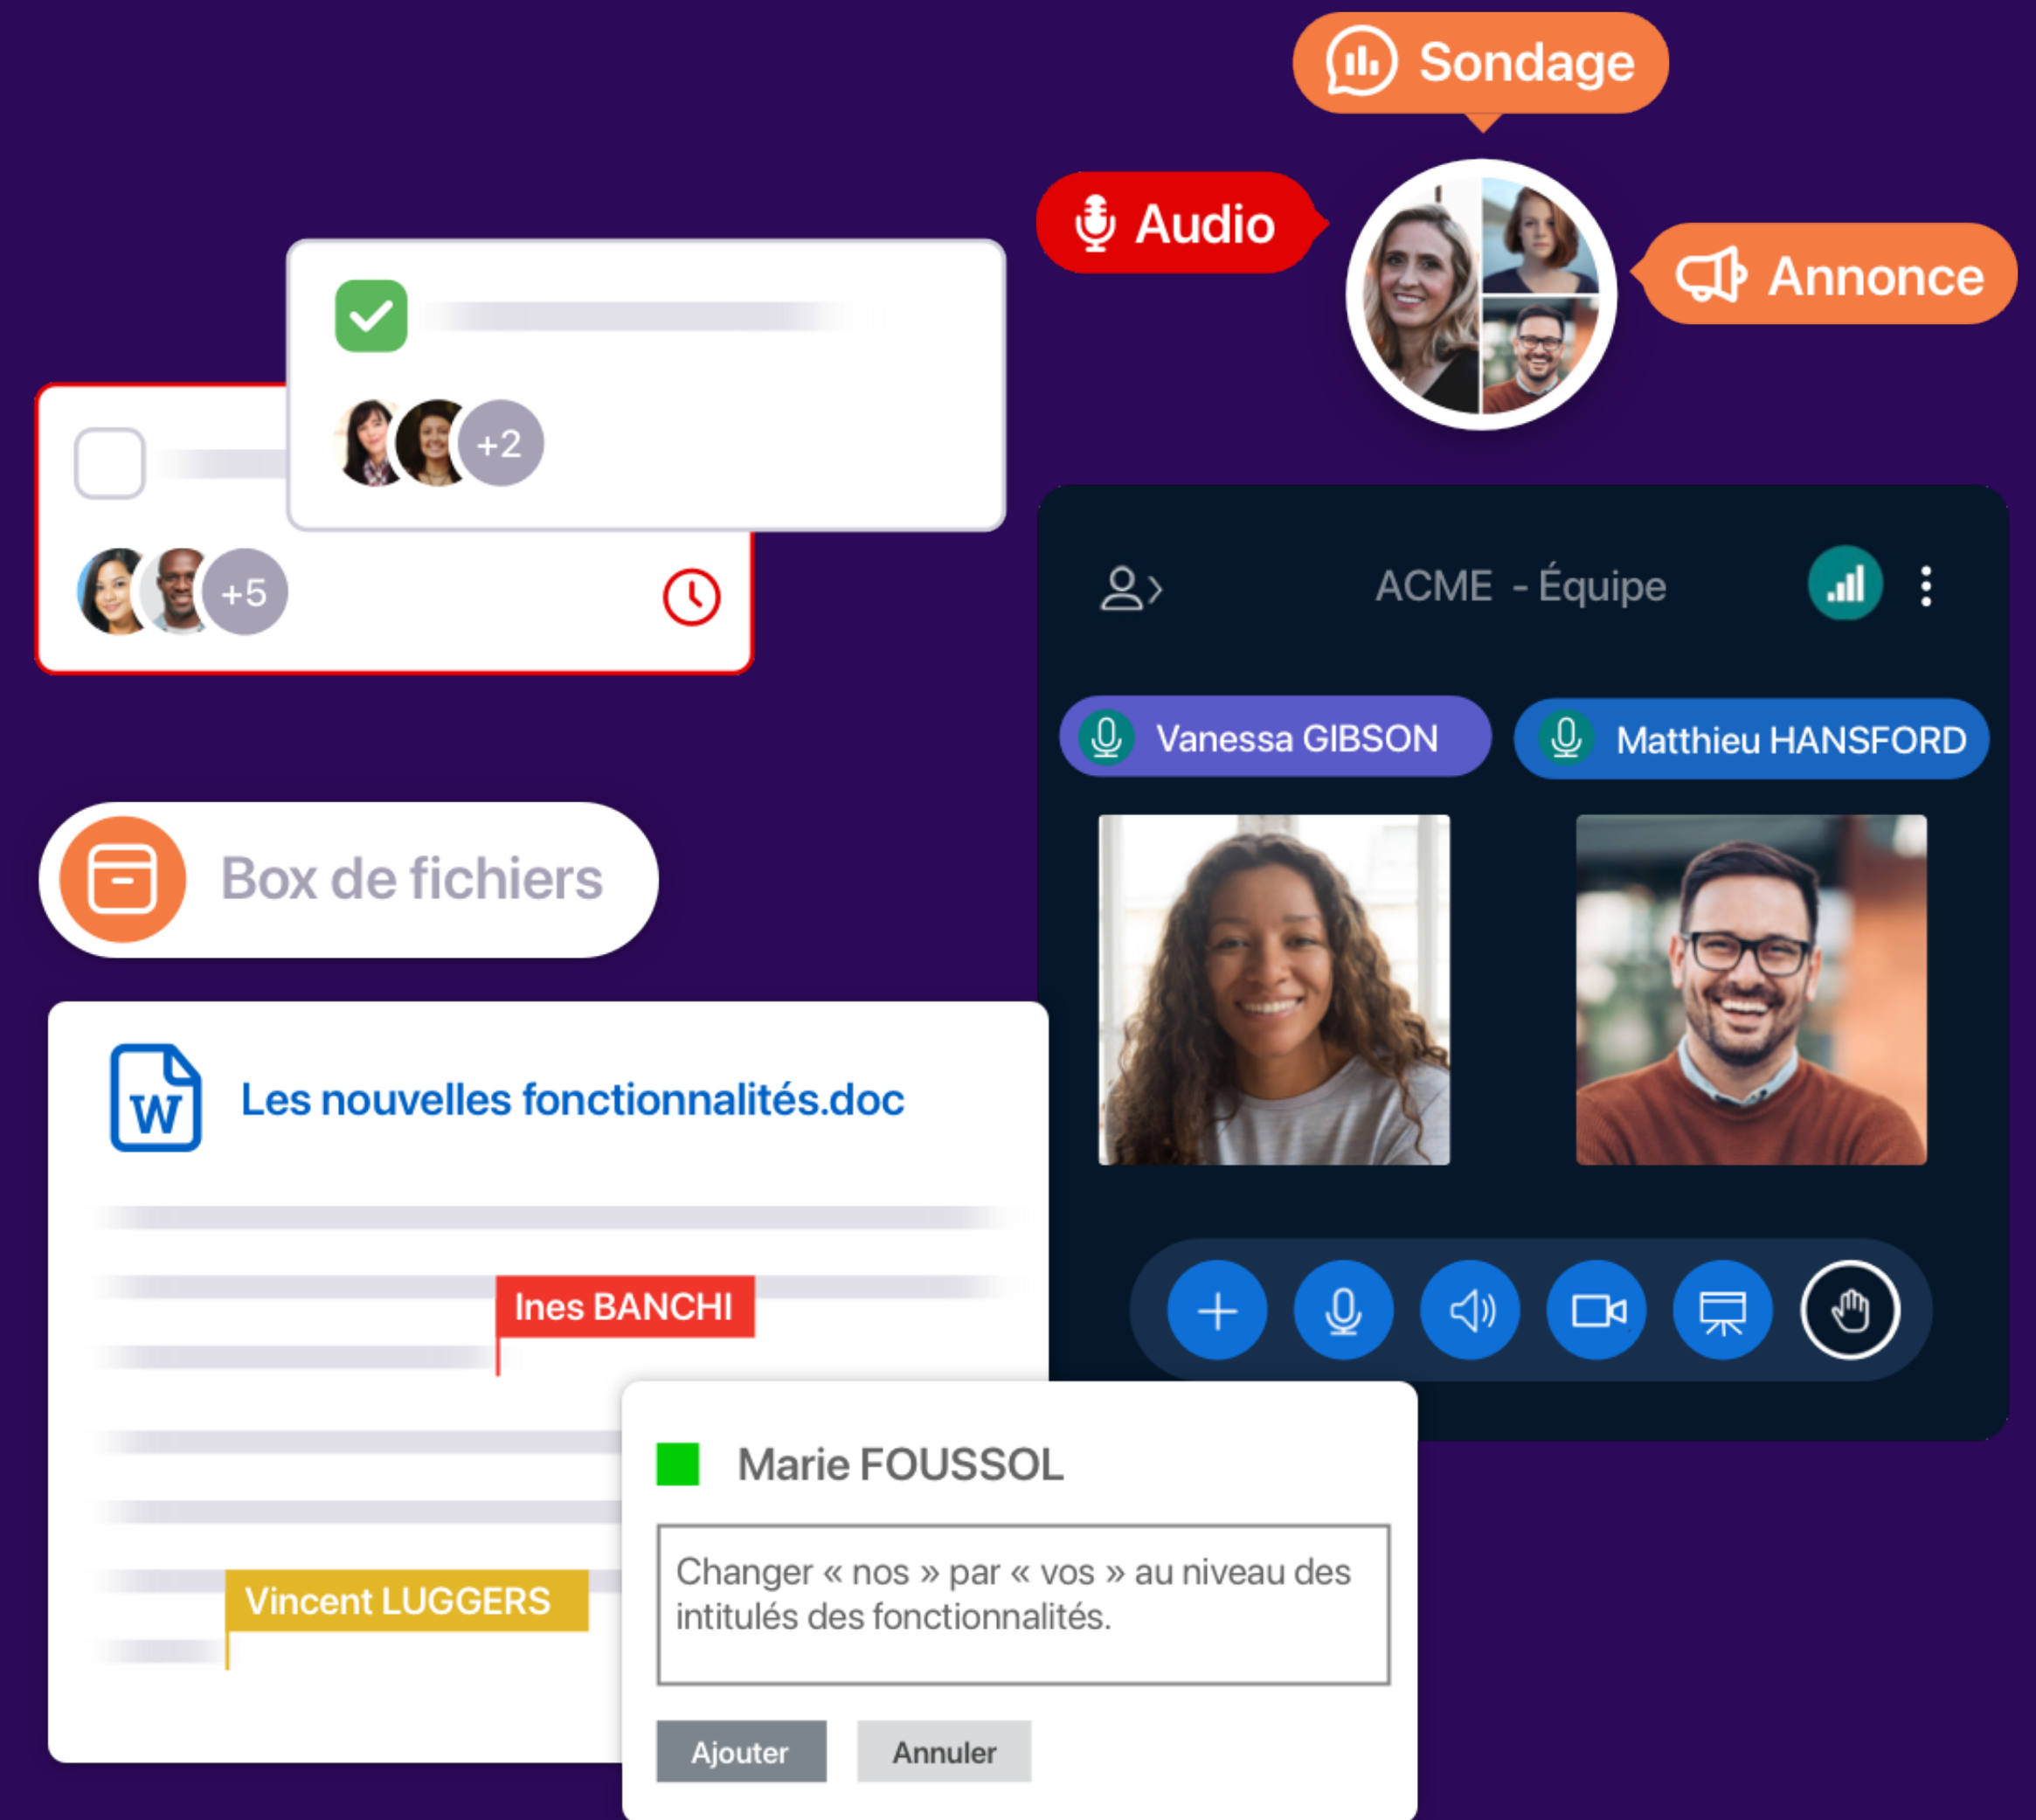 Sondage
Audio
Annonce
+2
+5
ACME - Équipe
Vanessa GIBSON
Matthieu HANSFORD
Box de fichiers
W
Les nouvelles fonctionnalités.doc
Ines BANCHI
Vincent LUGGERS
Marie FOUSSOL
Changer « nos » par « vos » au niveau des
intitulés des fonctionnalités.
Ajouter
Annuler